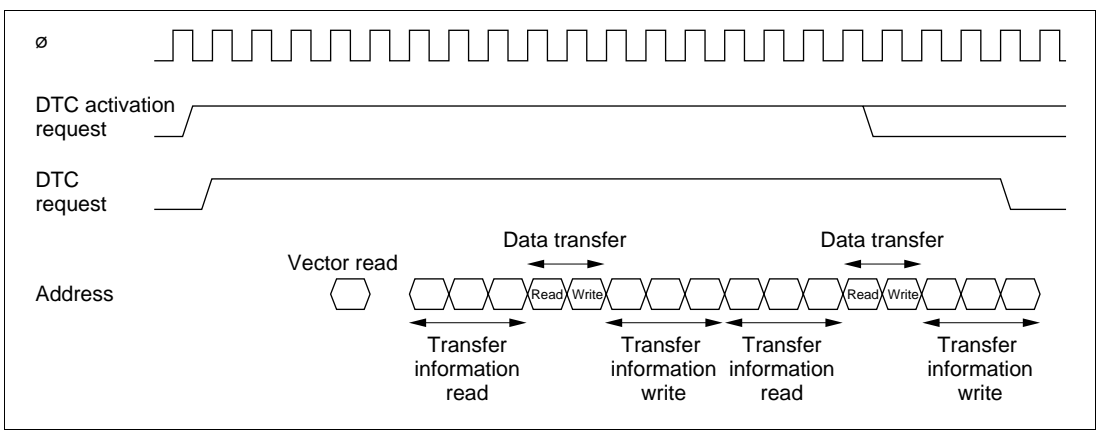 ø
DTC activation
request
DTC
request
Data transfer
Data transfer
Vector read
Address
Read
Write
Read
Write
Transfer
information
read
Transfer
information
write
Transfer
information
read
Transfer
information
write